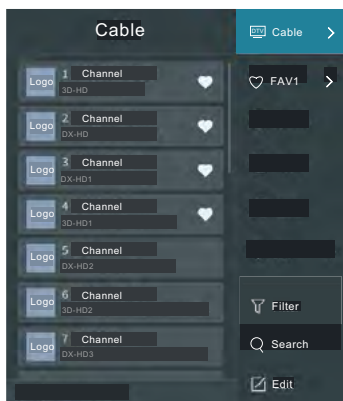 Cable
Logo 1 Channel
3D-HD
Logo 2 Channel
DX-HD
Logo 3 Channel
DX-HD1
Logo 4 Channel
3D-HD1
Logo 5 Channel
DX-HD2
Logo 6 Channel
3D-HD2
Logo 7 Channel
DX-HD3
DTV Cable
FAV1
Filter
Search
Edit